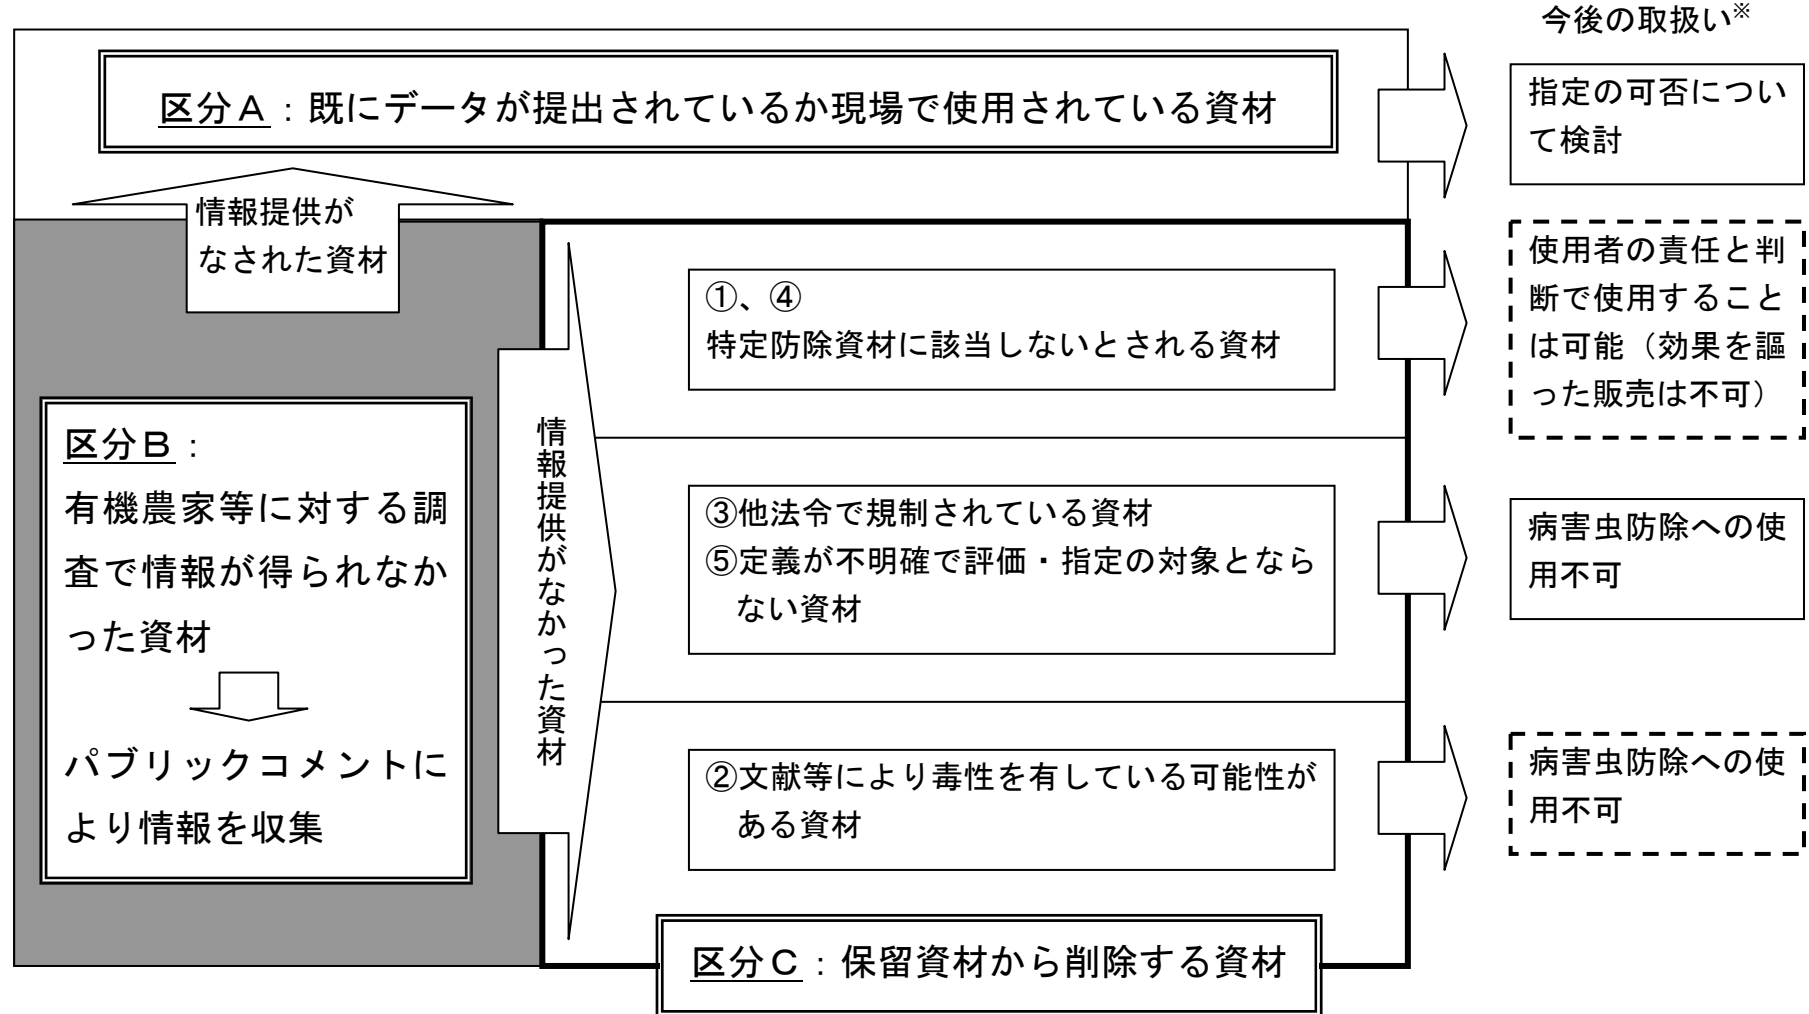 今後の取扱い※
区分Ａ：既にデータが提出されているか現場で使用されている資材
指定の可否につい
て検討
情報提供が
なされた資材
①、④
特定防除資材に該当しないとされる資材
使用者の責任と判
断で使用すること
は可能（効果を謳
った販売は不可）
区分Ｂ：
有機農家等に対する調
査で情報が得られなか
った資材
パブリックコメントに
より情報を収集
情報提供がなかった資材
③他法令で規制されている資材
⑤定義が不明確で評価・指定の対象となら
ない資材
病害虫防除への使
用不可
②文献等により毒性を有している可能性が
ある資材
病害虫防除への使
用不可
区分Ｃ：保留資材から削除する資材